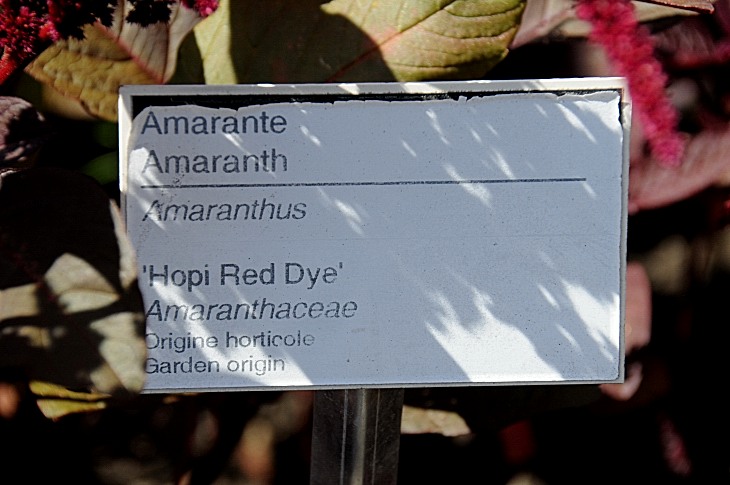 Amarante
Amaranth
Amaranthus
'Hopi Red Dye'
Amaranthaceae
Origine horticole
Garden origin